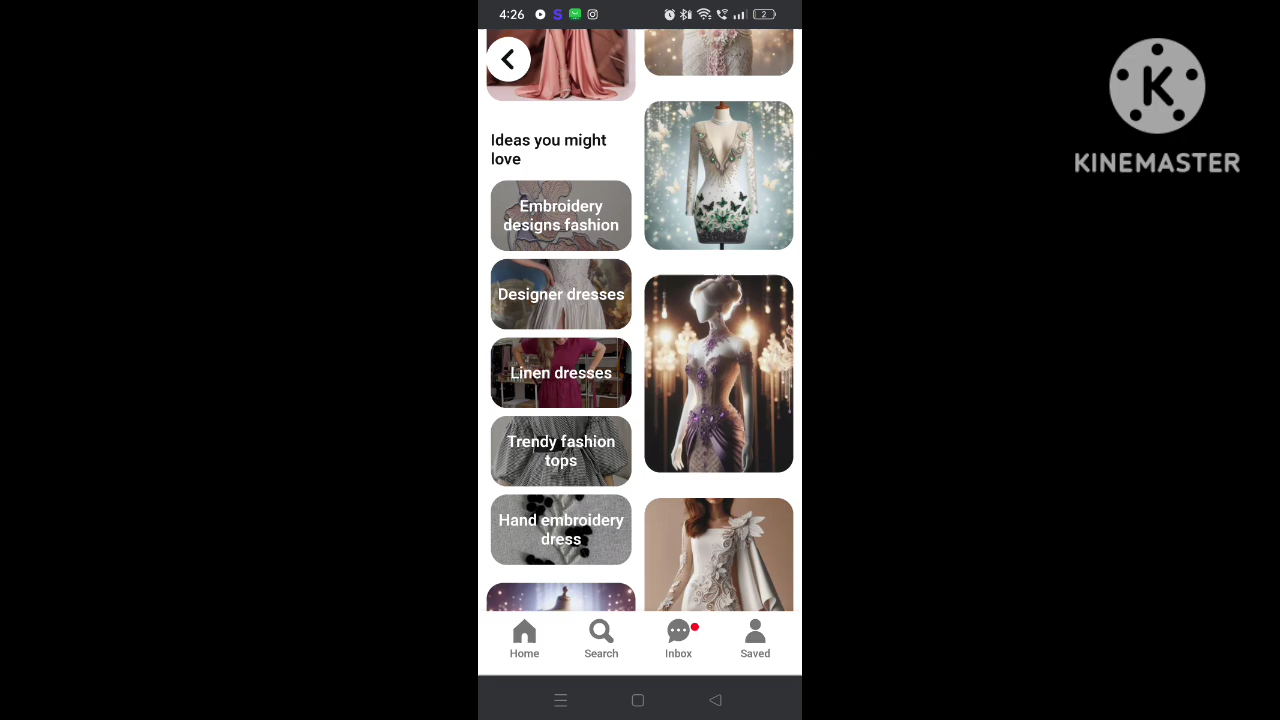 4:26
S
2
K
KINEMASTER
Ideas you might
love
Embroidery
designs fashion
Designer dresses
Linen dresses
Trendy fashion
tops
Hand embroidery
dress
Home
Search
Inbox
Saved